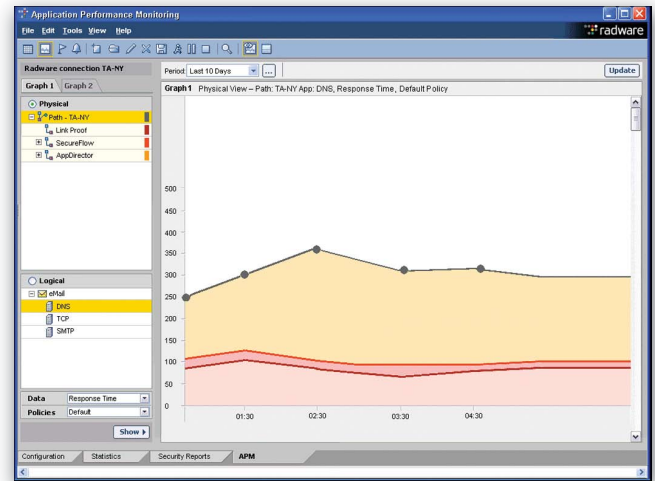 Application Performance Monitoring
File Edit Tools View Help
radware
Radware connection TA-NY
Period: Last 10 Days ... Update
Graph 1 Graph 2
Graph1 Physical View – Path: TA-NY App: DNS, Response Time, Default Policy
Physical
Path - TA-NY
Link Proof
SecureFlow
AppDirector
Logical
eMail
DNS
TCP
SMTP
Data Response Time
Policies Default
Show
500
450
400
350
300
250
200
150
100
50
0
01:30 02:30 03:30 04:30
Configuration Statistics Security Reports APM